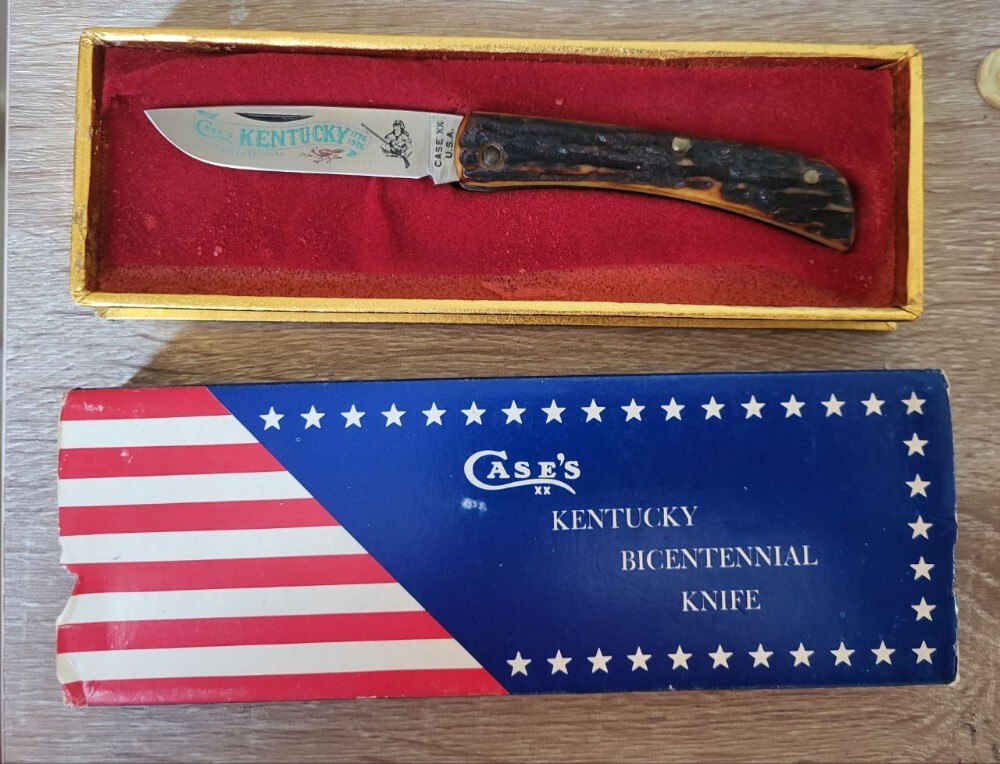 CASE'S KENTUCKY 1776
1976
BICENTENNIAL
CASE XX
U.S.A.
CASE'S
XX
KENTUCKY
BICENTENNIAL
KNIFE